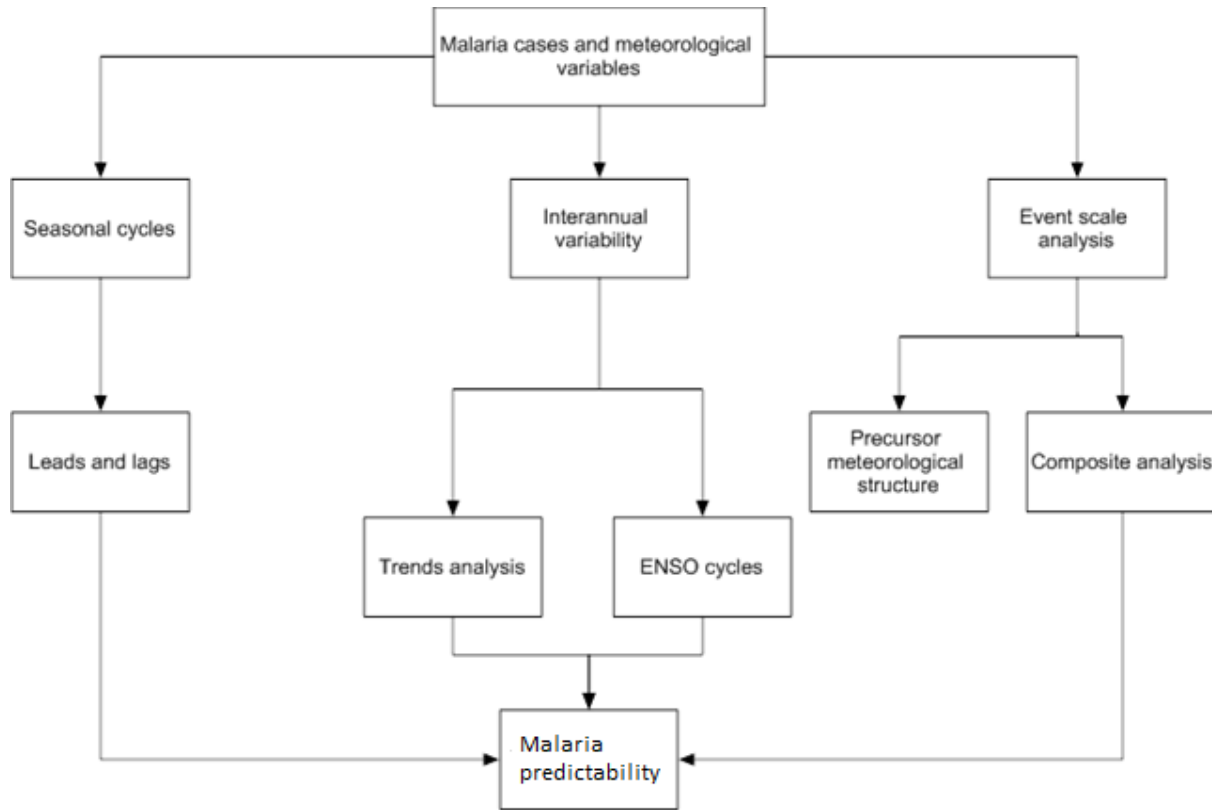 Malaria cases and meteorological
variables
Seasonal cycles
Interannual
variability
Event scale
analysis
Leads and lags
Precursor
meteorological
structure
Composite analysis
Trends analysis
ENSO cycles
Malaria
predictability